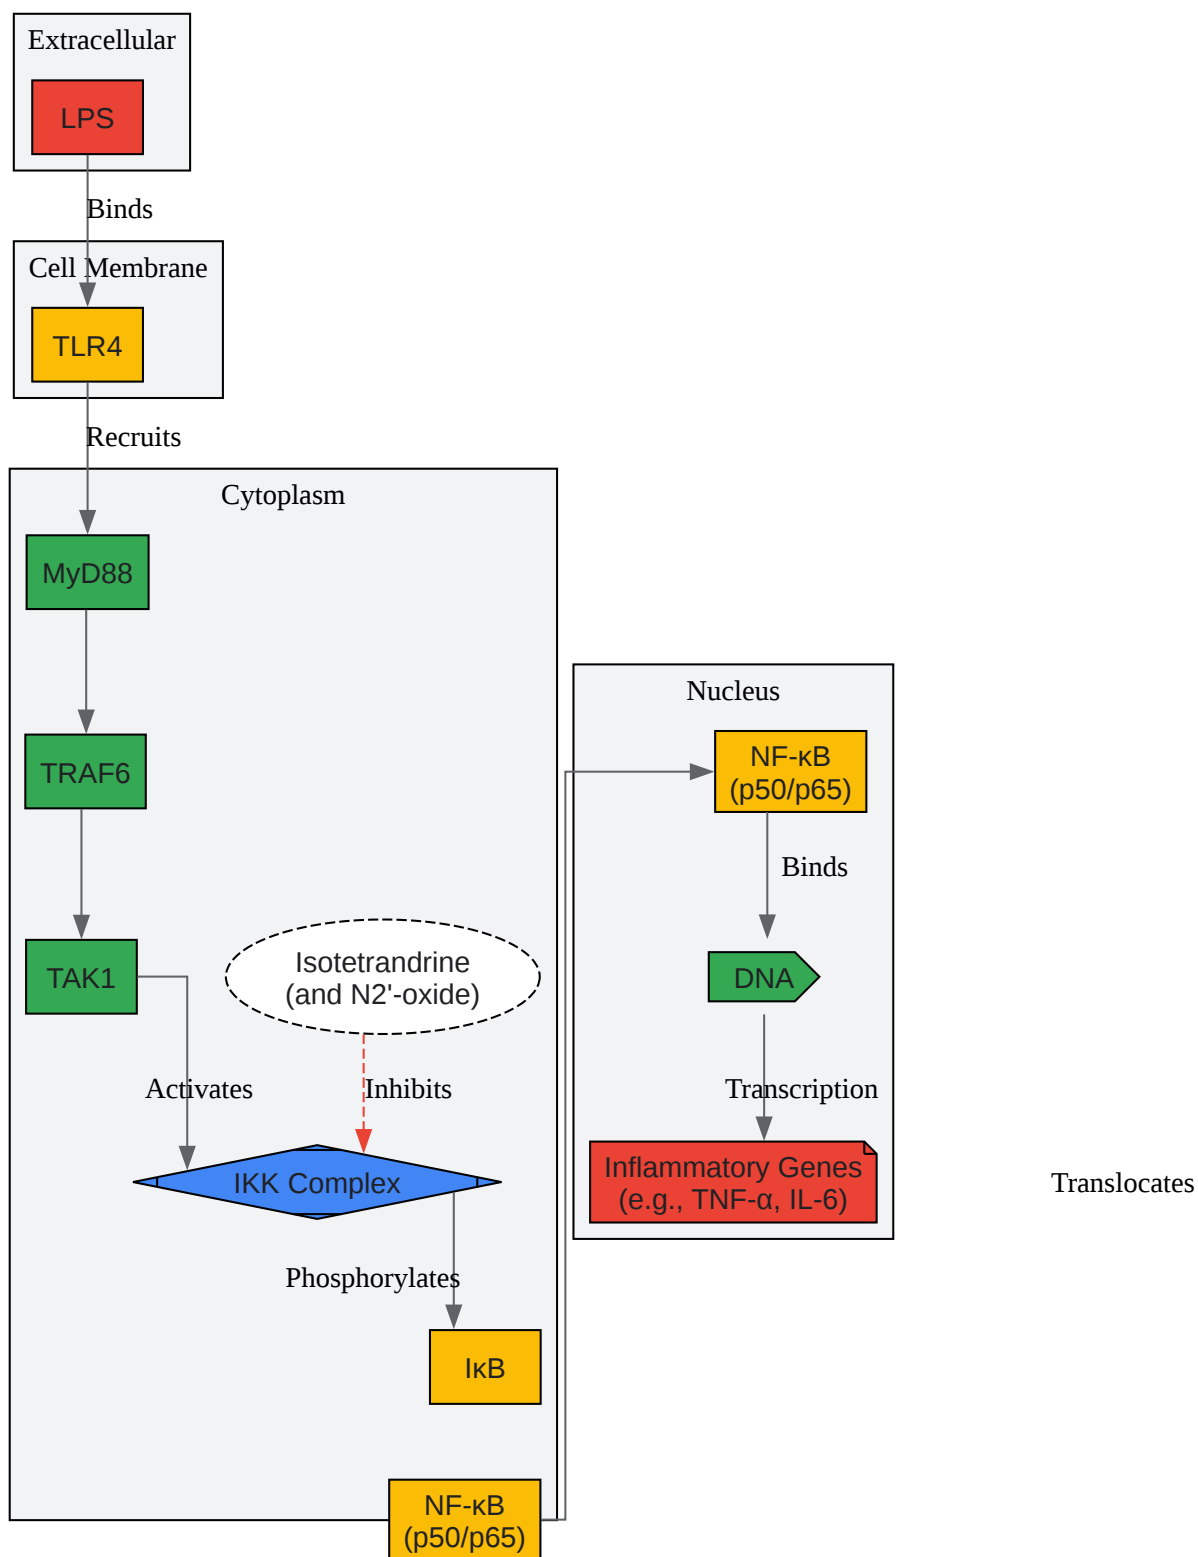 Extracellular
LPS
Binds
Cell Membrane
TLR4
Recruits
Cytoplasm
MyD88
TRAF6
TAK1
Isotetrandrine
(and N2'-oxide)
Activates
Inhibits
IKK Complex
Phosphorylates
IκB
NF-κB
(p50/p65)
Nucleus
NF-κB
(p50/p65)
Binds
DNA
Transcription
Inflammatory Genes
(e.g., TNF-α, IL-6)
Translocates